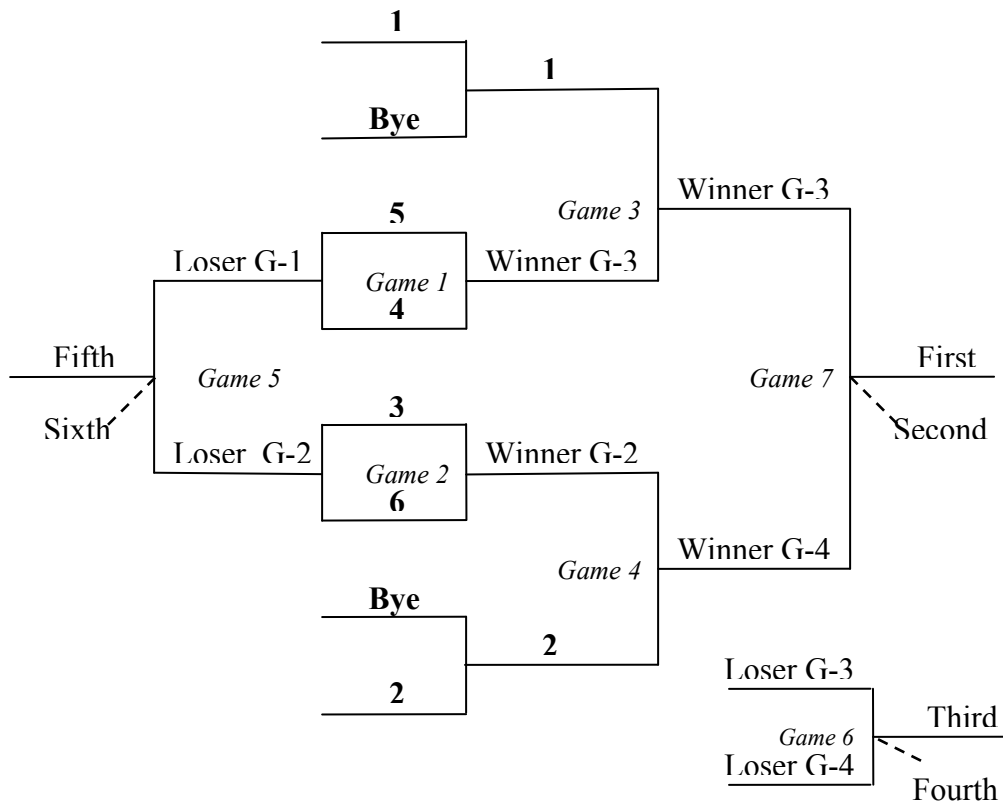 1
1
Bye
Winner G-3
Game 3
5
Loser G-1
Winner G-3
Game 1
4
Fifth
Game 5
Game 7
First
Sixth
3
Second
Loser G-2
Winner G-2
Game 2
6
Winner G-4
Game 4
Bye
2
2
Loser G-3
Third
Game 6
Loser G-4
Fourth